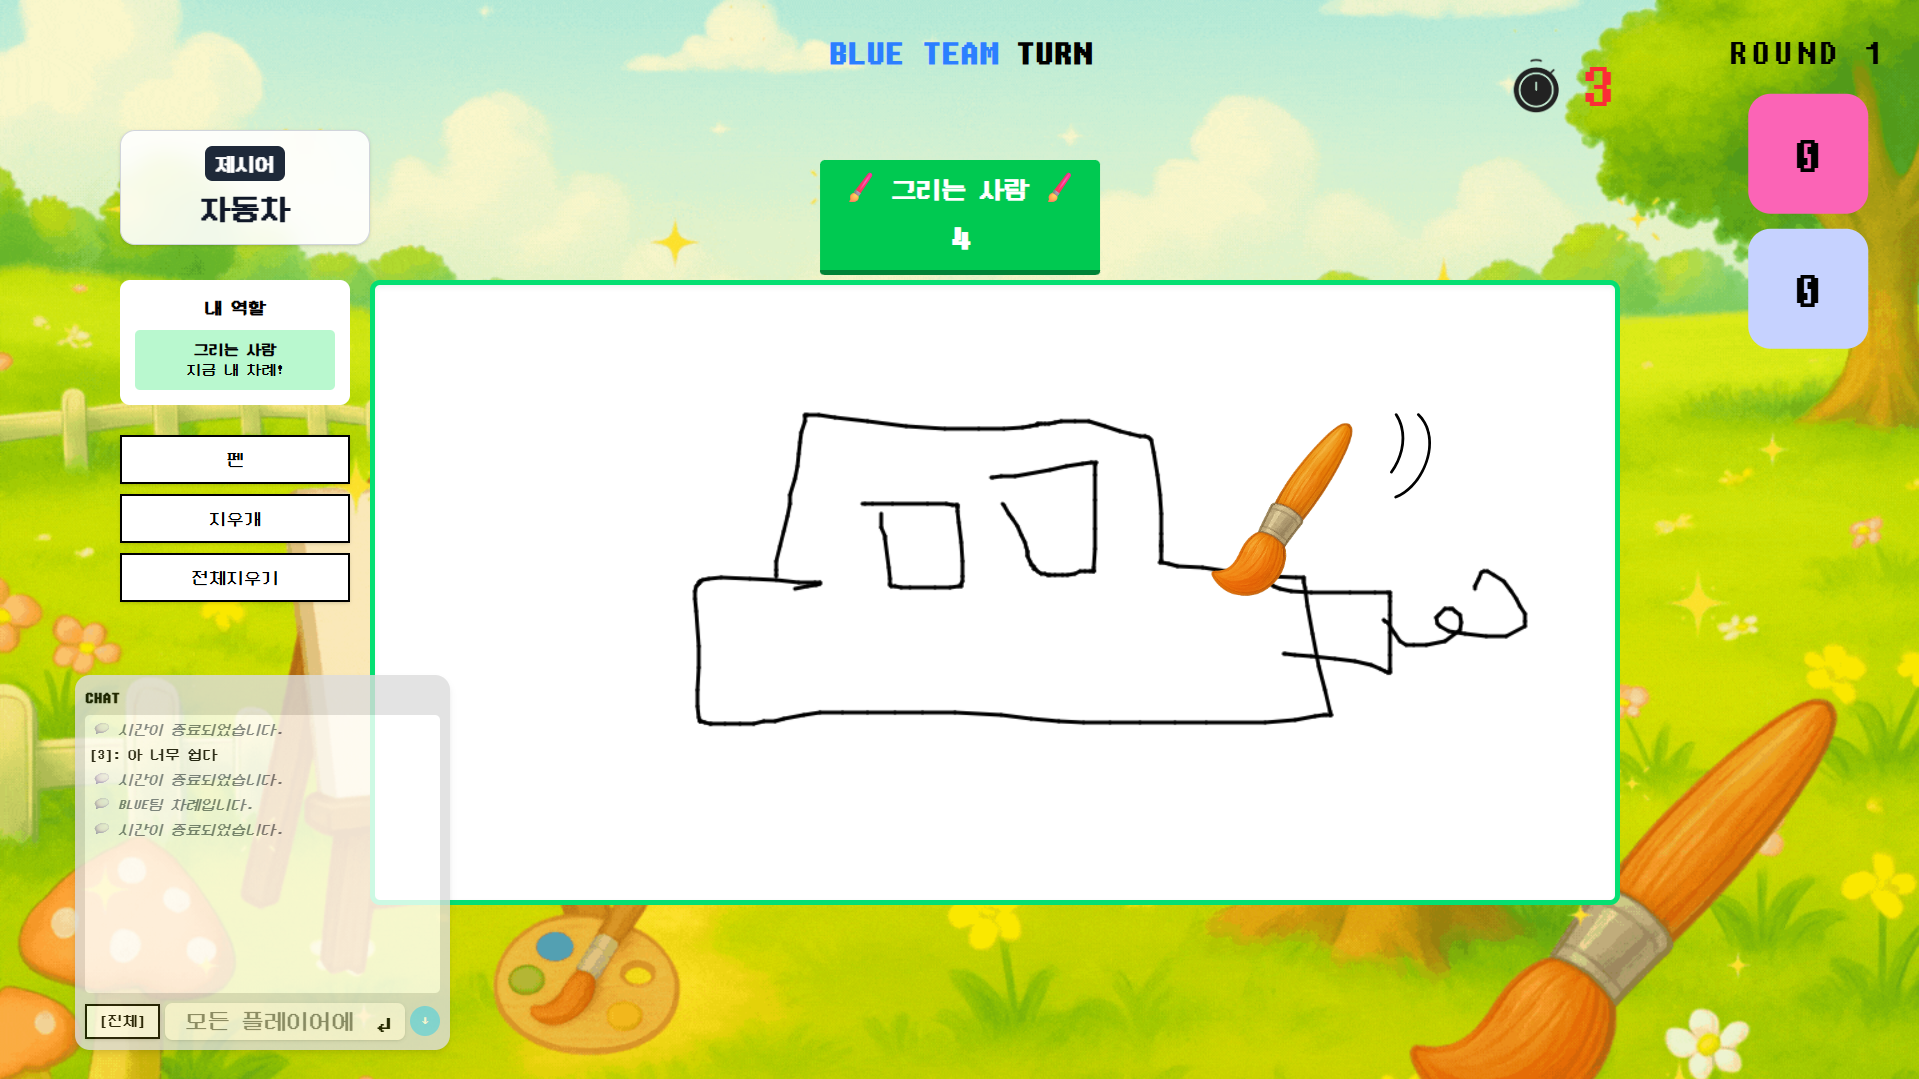 BLUE TEAM TURN
ROUND 1
3
제시어
자동차
그리는 사람
4
0
0
내 역할
그리는 사람
지금 내 차례!
펜
지우개
전체지우기
CHAT
시간이 종료되었습니다.
[3]: 아 너무 쉽다
시간이 종료되었습니다.
BLUE팀 차례입니다.
시간이 종료되었습니다.
[전체]
모든 플레이어에